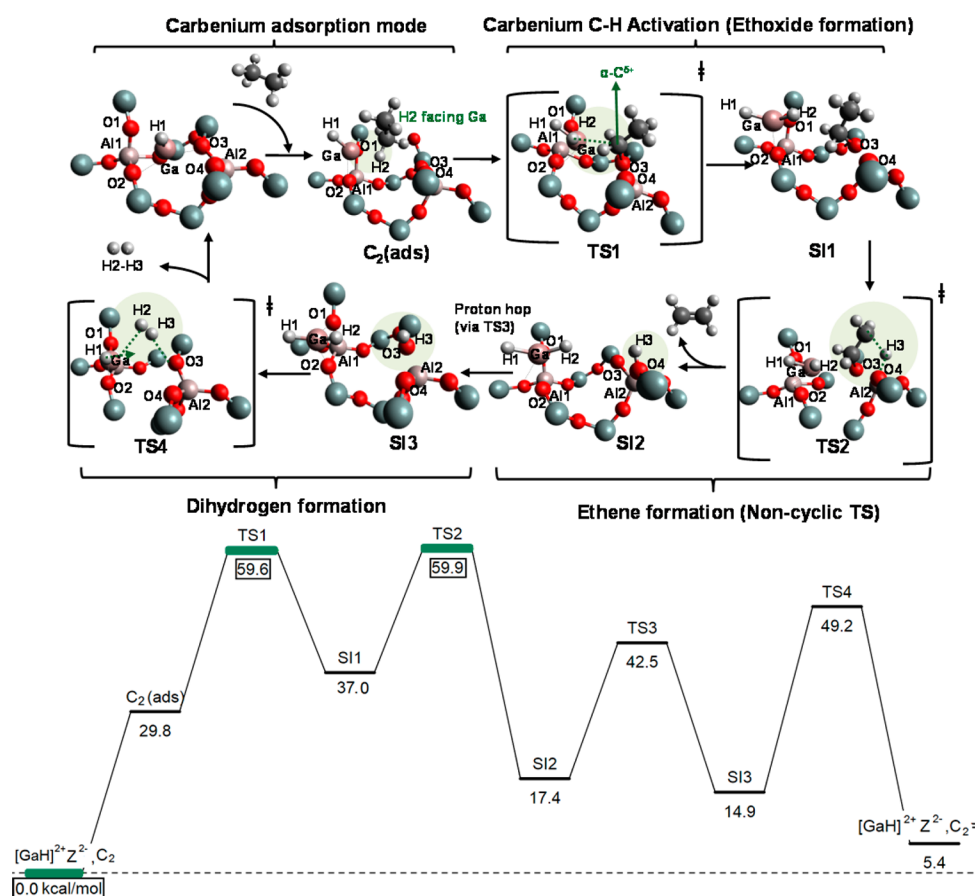 Carbenium adsorption mode
Carbenium C-H Activation (Ethoxide formation)
O1
H1
Al1
Ga
O3
Al2
O2
O4
H1
O1
H2 facing Ga
Ga
H2
O2
Al1
O3
O4
C₂(ads)
α-C^δ+
‡
H1
O1
H2
Al1
Ga
O2
O3
O4
Al2
TS1
H1
H2
Ga
O1
Al1
O2
O3
O4
SI1
H2-H3
H2
H3
O1
H1
Ga
O3
O2
O4
Al2
TS4
‡
O1
H1
H2
Ga
Al1
O2
H3
O3
Al2
O4
SI3
Proton hop
(via TS3)
O1
Ga
H1
H2
O2
Al1
H3
O3
O4
Al2
SI2
‡
O1
H1
Ga
H2
Al1
O2
H3
O3
O4
Al2
TS2
Dihydrogen formation
Ethene formation (Non-cyclic TS)
TS1
59.6
TS2
59.9
TS4
49.2
TS3
42.5
SI1
37.0
C₂(ads)
29.8
SI2
17.4
SI3
14.9
[GaH]²⁺Z²⁻,C₂
0.0 kcal/mol
[GaH]²⁺Z²⁻,C₂=
5.4